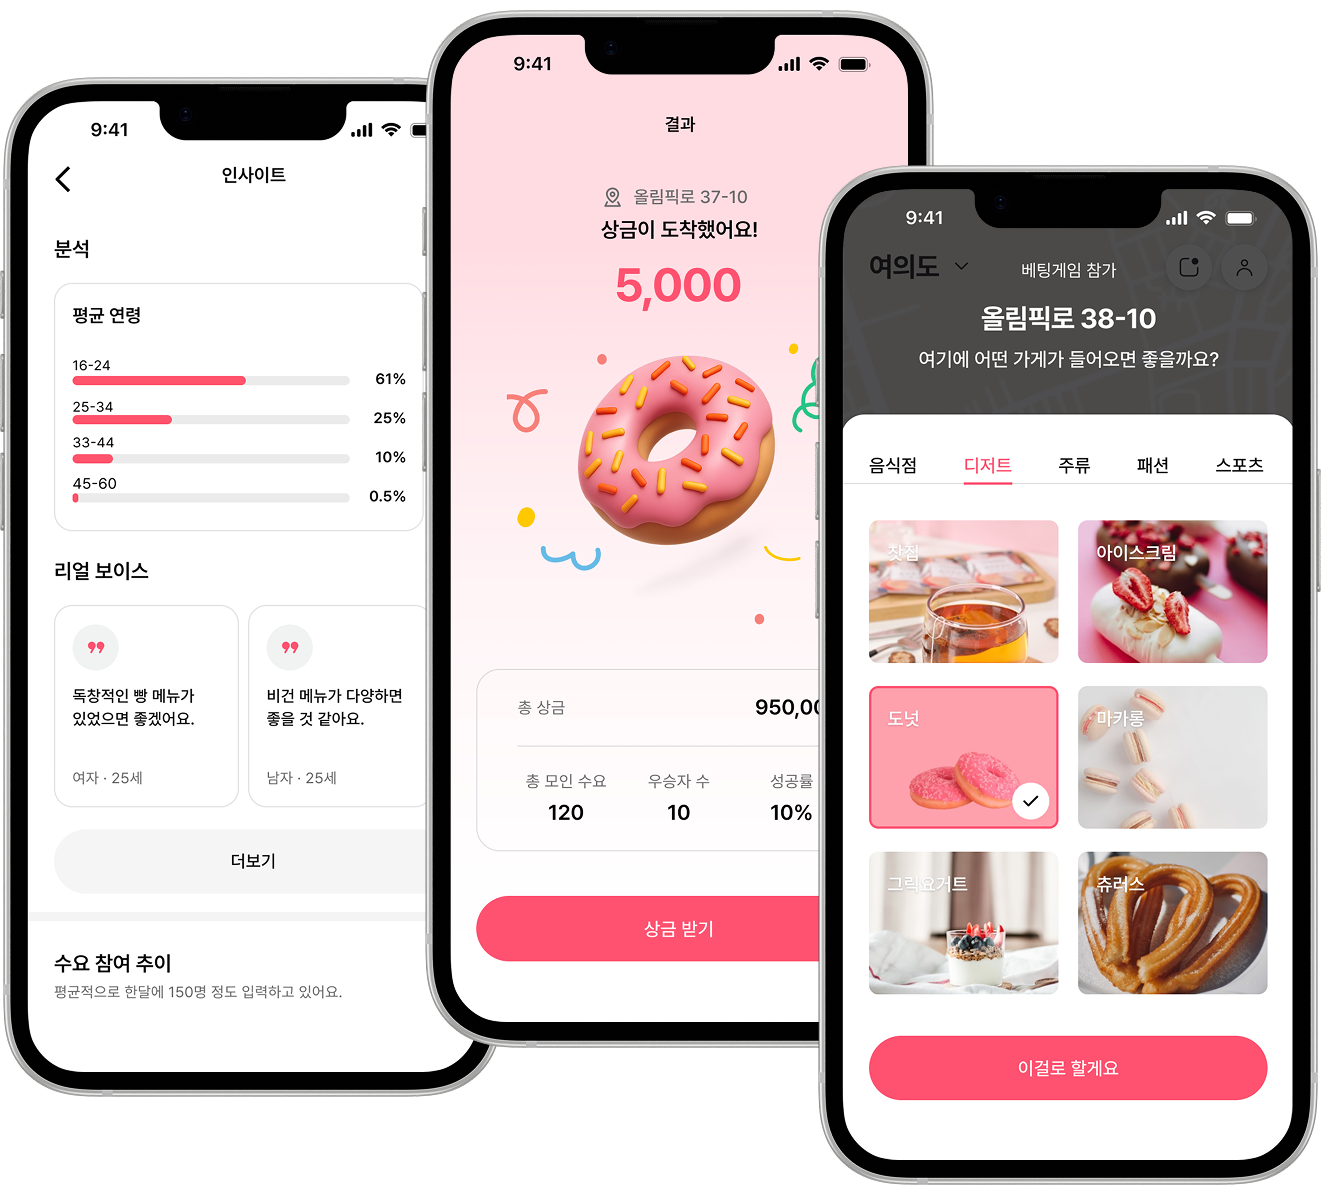 9:41
인사이트
분석
평균 연령
16-24
61%
25-34
25%
33-44
10%
45-60
0.5%
리얼 보이스
독창적인 빵 메뉴가
있었으면 좋겠어요.
여자 · 25세
비건 메뉴가 다양하면
좋을 것 같아요.
남자 · 25세
더보기
수요 참여 추이
평균적으로 한달에 150명 정도 입력하고 있어요.
9:41
결과
올림픽로 37-10
상금이 도착했어요!
5,000
총 상금
950,00
총 모인 수요
우승자 수
성공률
120
10
10%
상금 받기
9:41
여의도
베팅게임 참가
올림픽로 38-10
여기에 어떤 가게가 들어오면 좋을까요?
음식점
디저트
주류
패션
스포츠
찻집
아이스크림
도넛
마카롱
그릭요거트
츄러스
이걸로 할게요